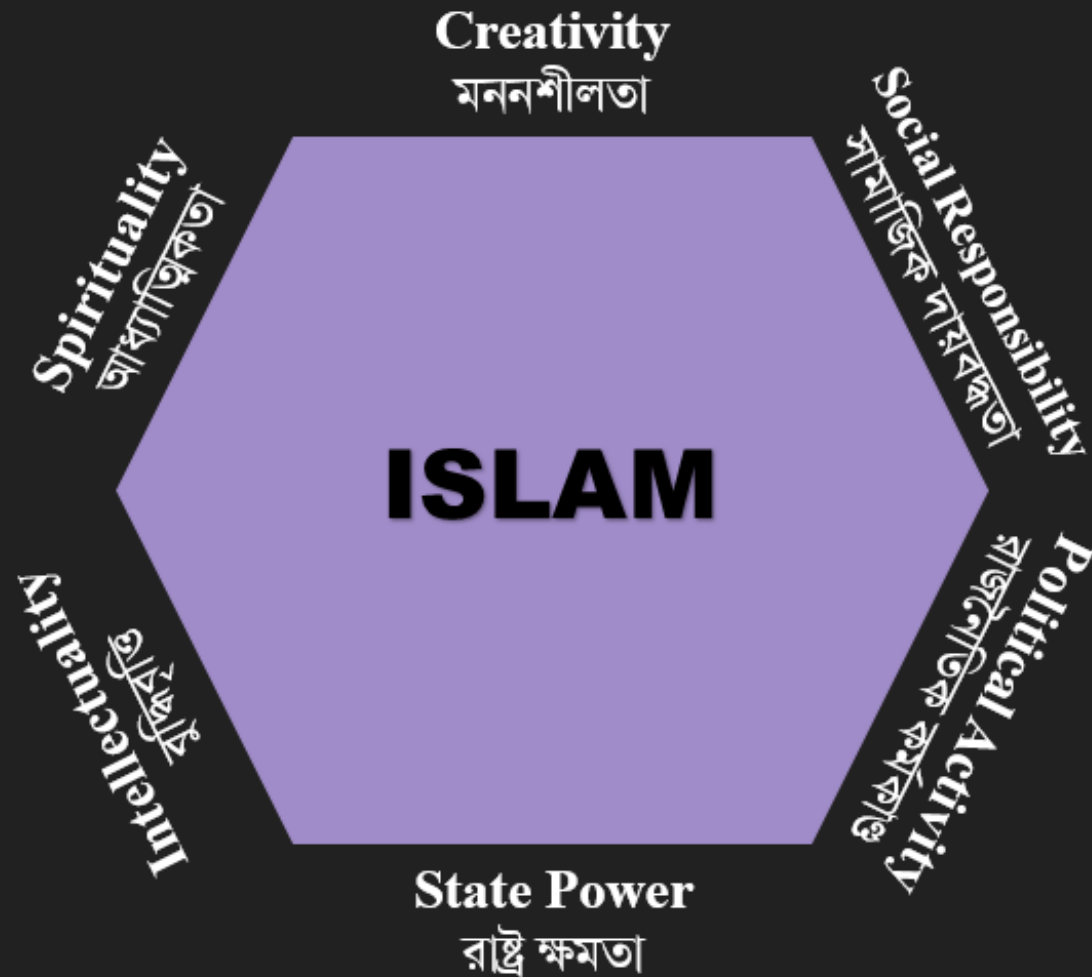 Creativity
মননশীলতা
Social Responsibility
সামাজিক দায়বদ্ধতা
Spirituality
আধ্যাত্মিকতা
ISLAM
Political Activity
রাজনৈতিক কর্মকাণ্ড
Intellectuality
বুদ্ধিবৃত্তি
State Power
রাষ্ট্র ক্ষমতা